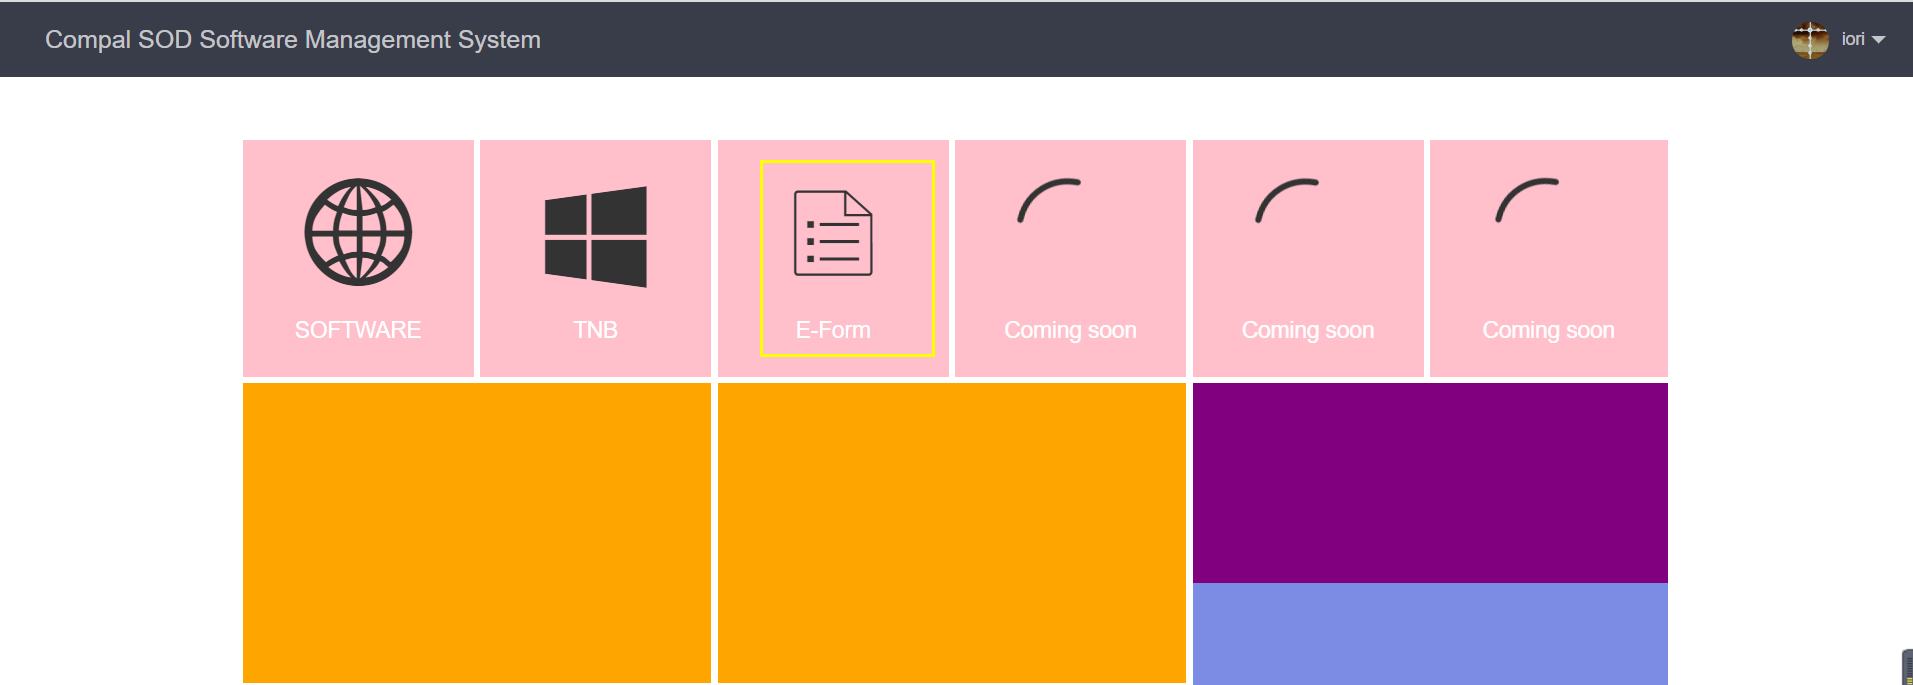 Compal SOD Software Management System
iori
SOFTWARE
TNB
E-Form
Coming soon
Coming soon
Coming soon